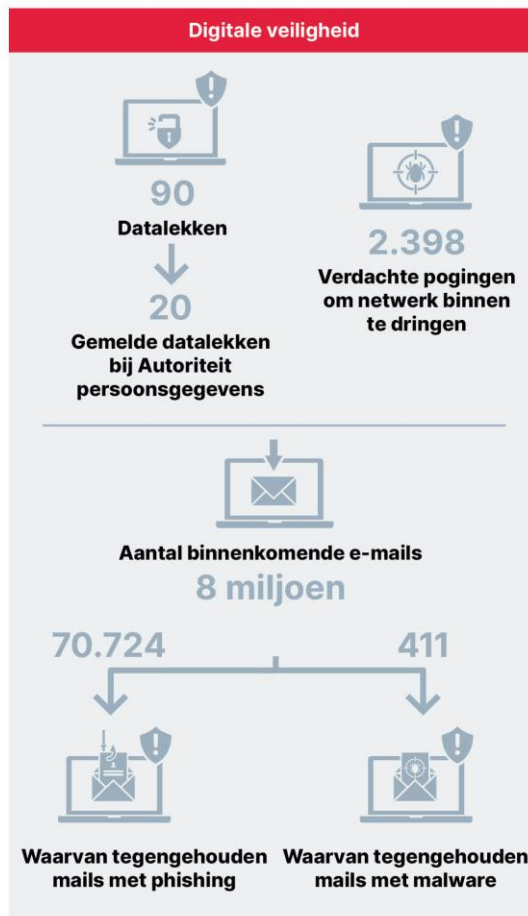 Digitale veiligheid
90
Datalekken
20
Gemelde datalekken
bij Autoriteit
persoonsgegevens
2.398
Verdachte pogingen
om netwerk binnen
te dringen
Aantal binnenkomende e-mails
8 miljoen
70.724
Waarvan tegengehouden
mails met phishing
411
Waarvan tegengehouden
mails met malware